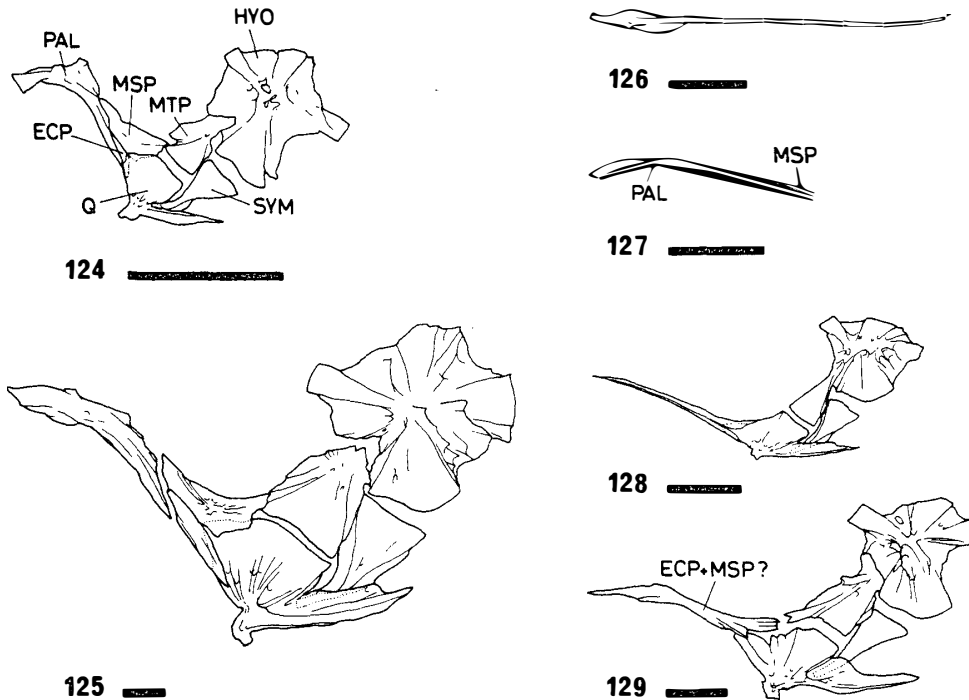 HYO
PAL
MSP
MTP
ECP
Q
SYM
124
126
MSP
PAL
127
125
128
ECP+MSP?
129